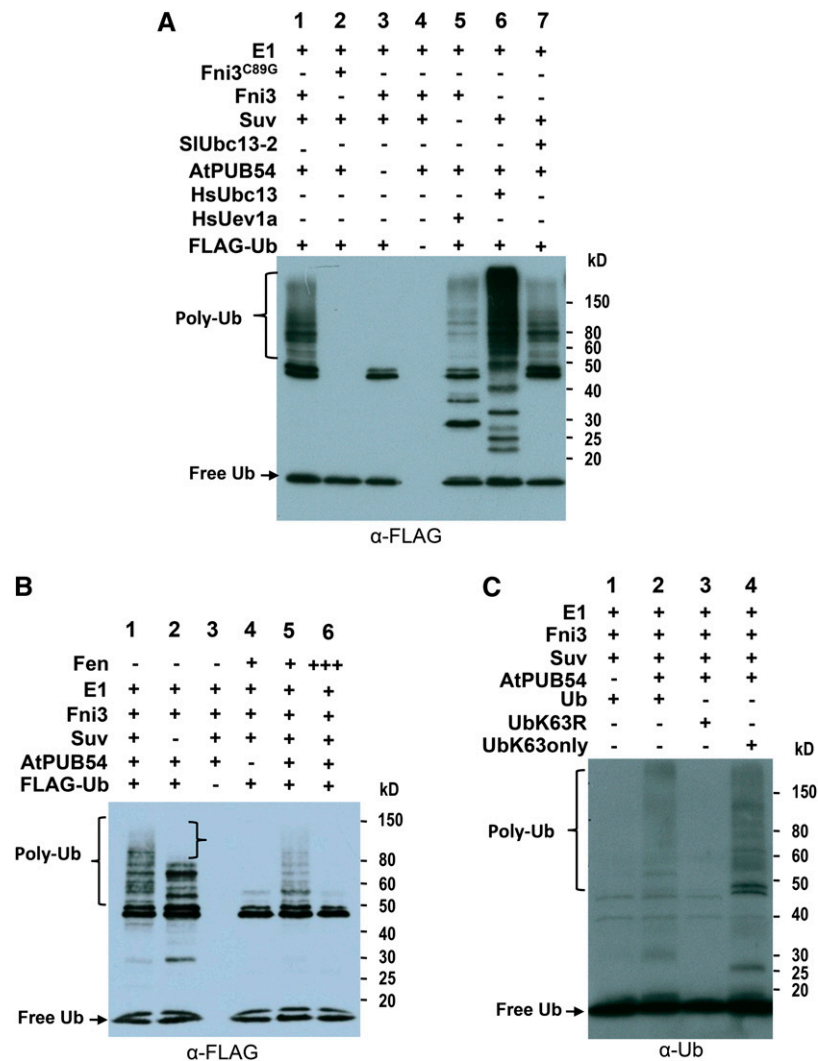 A 1 2 3 4 5 6 7
E1 + + + + + + +
Fni3C89G - + - - - - -
Fni3 + - + + + - -
Suv + + + + - + +
SlUbc13-2 - - - - - - +
AtPUB54 + + - + + + +
HsUbc13 - - - - - + -
HsUev1a - - - - + - -
FLAG-Ub + + + - + + +
kD
Poly-Ub
150
80
60
50
40
30
25
20
Free Ub
α-FLAG
B
1 2 3 4 5 6
Fen - - - + + +++
E1 + + + + + +
Fni3 + + + + + +
Suv + - + + + +
AtPUB54 + + + - + +
FLAG-Ub + + - + + +
kD
Poly-Ub
150
80
60
50
40
30
25
20
Free Ub
α-FLAG
C 1 2 3 4
E1 + + + +
Fni3 + + + +
Suv + + + +
AtPUB54 - + + +
Ub + + - -
UbK63R - - + -
UbK63only - - - +
kD
Poly-Ub
150
80
60
50
40
30
25
20
Free Ub
α-Ub